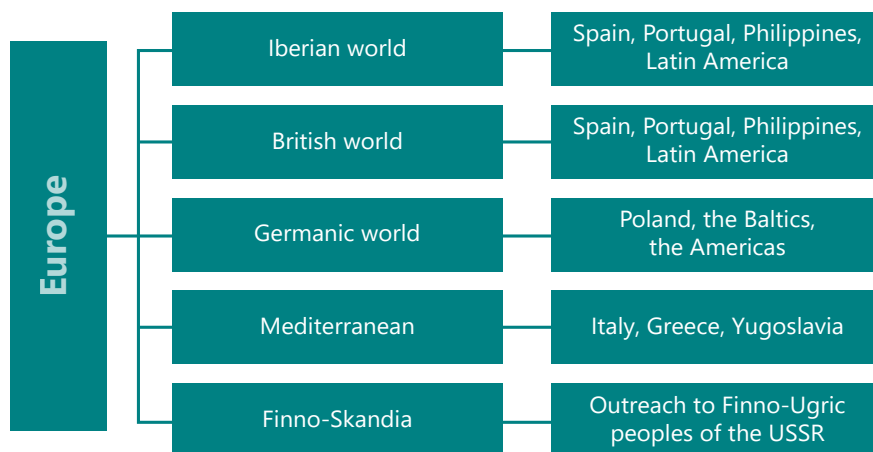 Europe
Iberian world
Spain, Portugal, Philippines,
Latin America
British world
Spain, Portugal, Philippines,
Latin America
Germanic world
Poland, the Baltics,
the Americas
Mediterranean
Italy, Greece, Yugoslavia
Finno-Skandia
Outreach to Finno-Ugric
peoples of the USSR